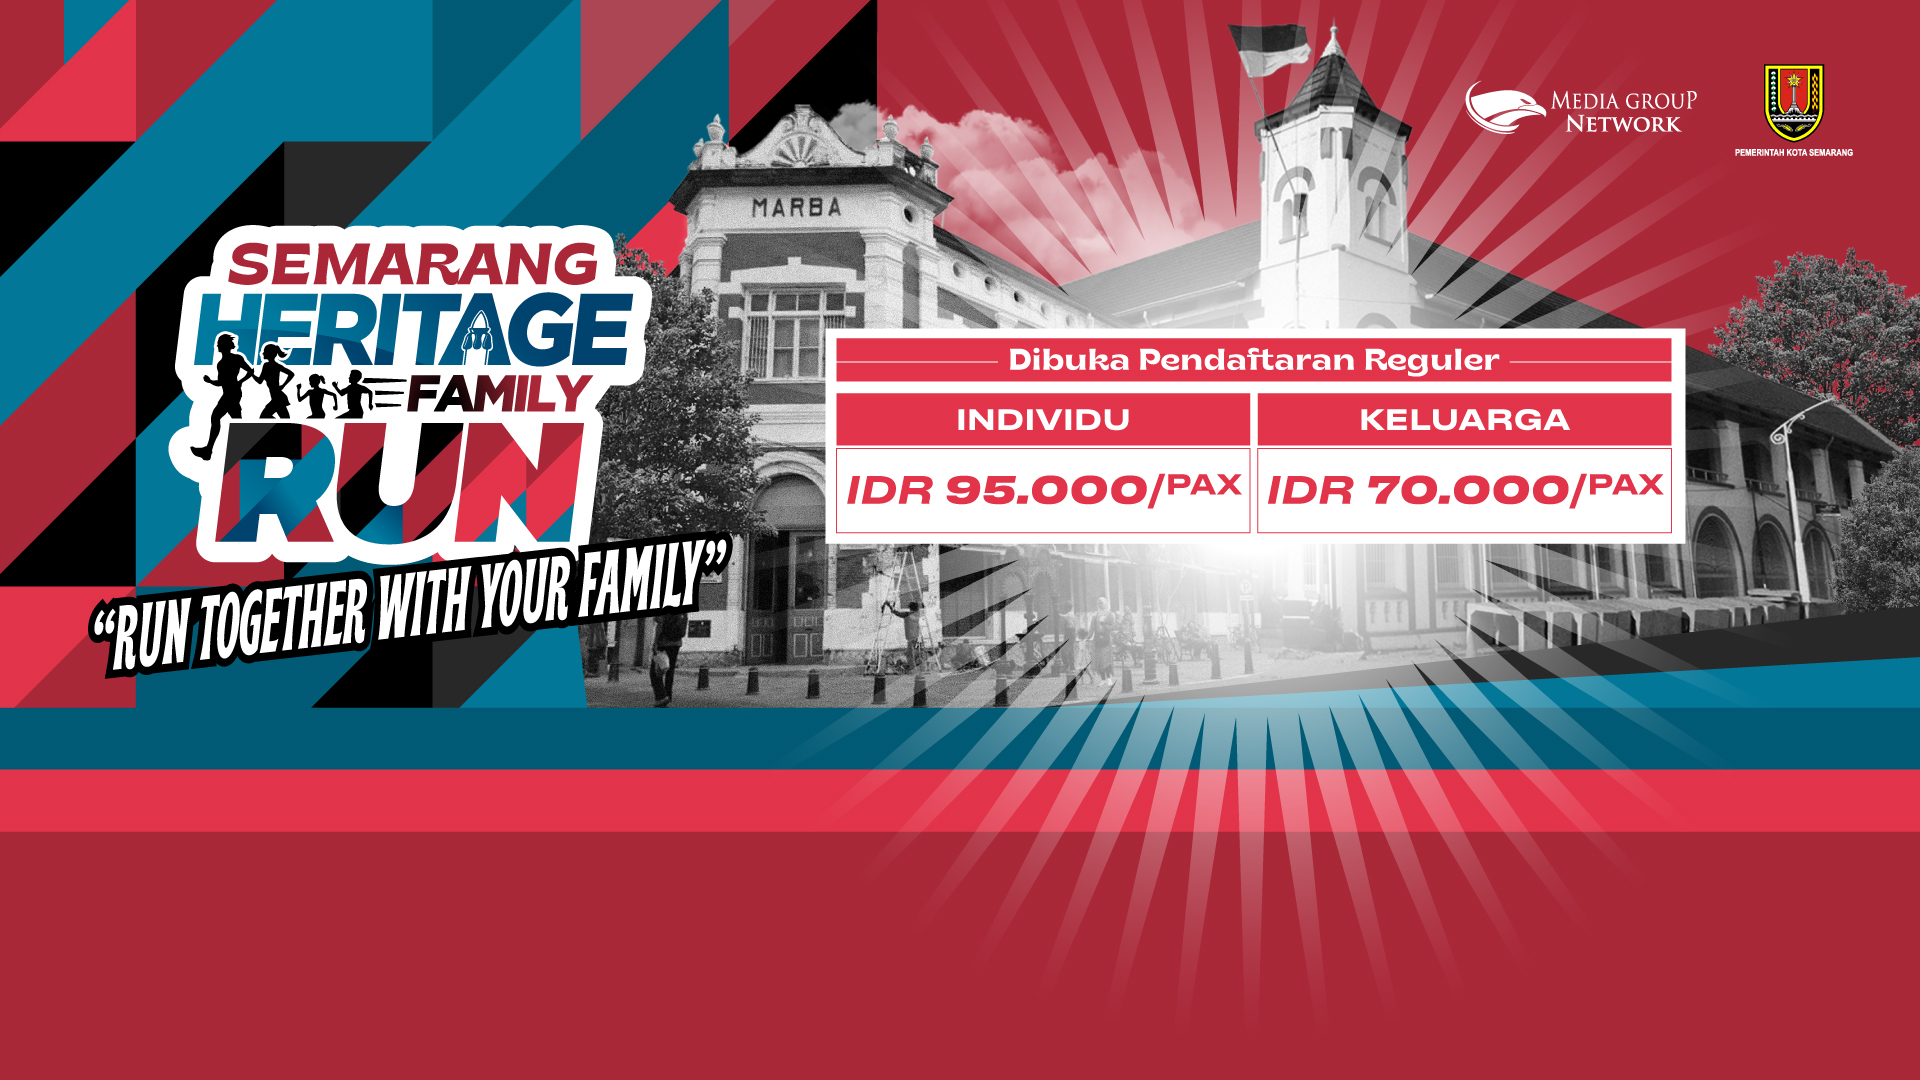 MEDIA GROUP
NETWORK
PEMERINTAH KOTA SEMARANG
MARBA
SEMARANG
HERITAGE
FAMILY
RUN
“RUN TOGETHER WITH YOUR FAMILY”
Dibuka Pendaftaran Reguler
INDIVIDU
KELUARGA
IDR 95.000/PAX
IDR 70.000/PAX